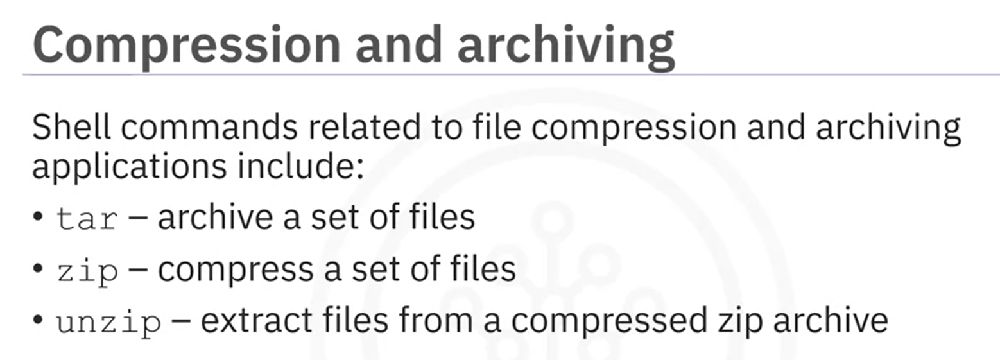 Compression and archiving
Shell commands related to file compression and archiving
applications include:
• tar – archive a set of files
• zip – compress a set of files
• unzip – extract files from a compressed zip archive